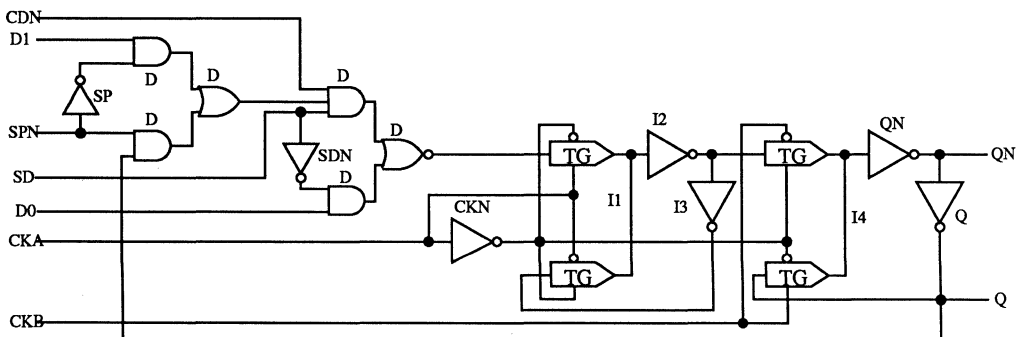 CDN
D1
D
D
D
SP
D
SPN
D
SDN
SD
D
D0
CKN
CKA
CKB
TG
I1
TG
I2
I3
TG
I4
TG
QN
QN
Q
Q